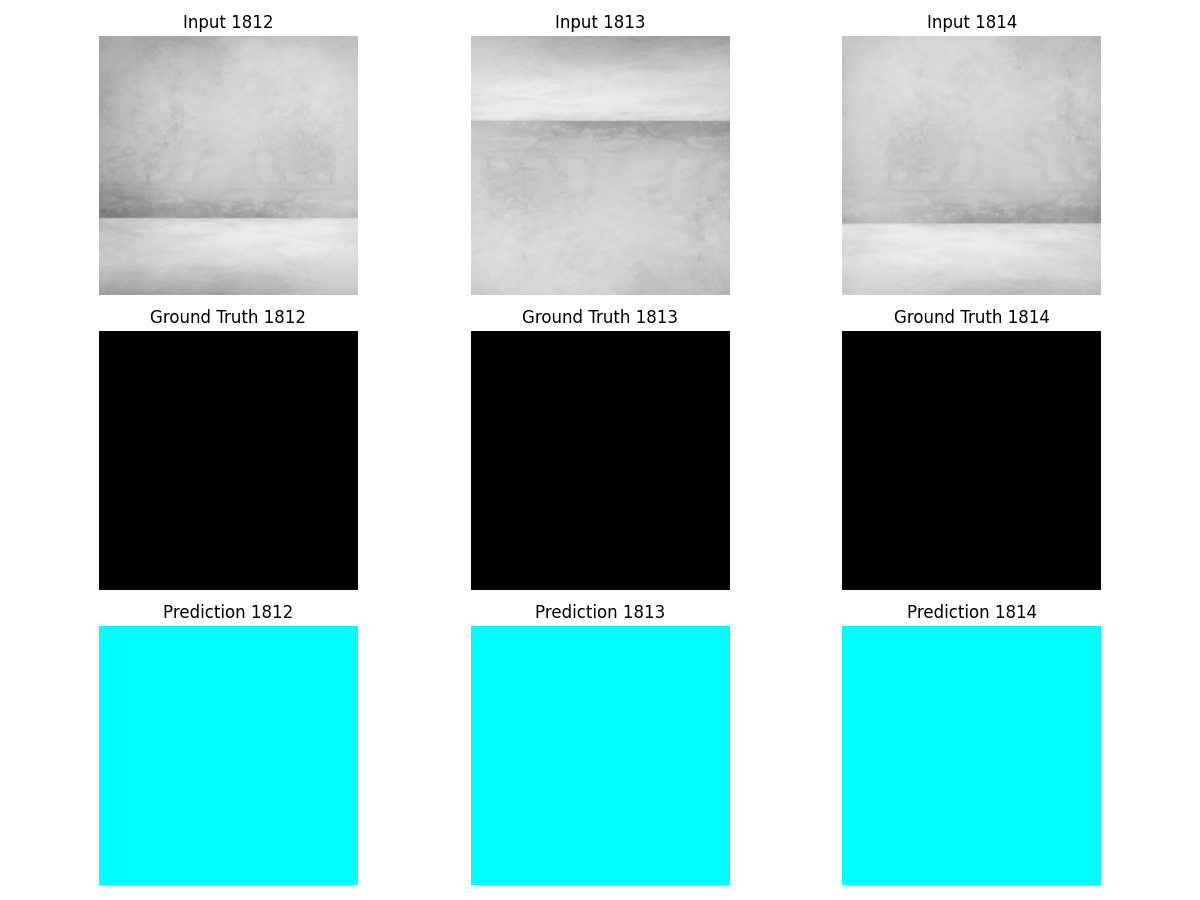 Input 1812
Input 1813
Input 1814
Ground Truth 1812
Ground Truth 1813
Ground Truth 1814
Prediction 1812
Prediction 1813
Prediction 1814